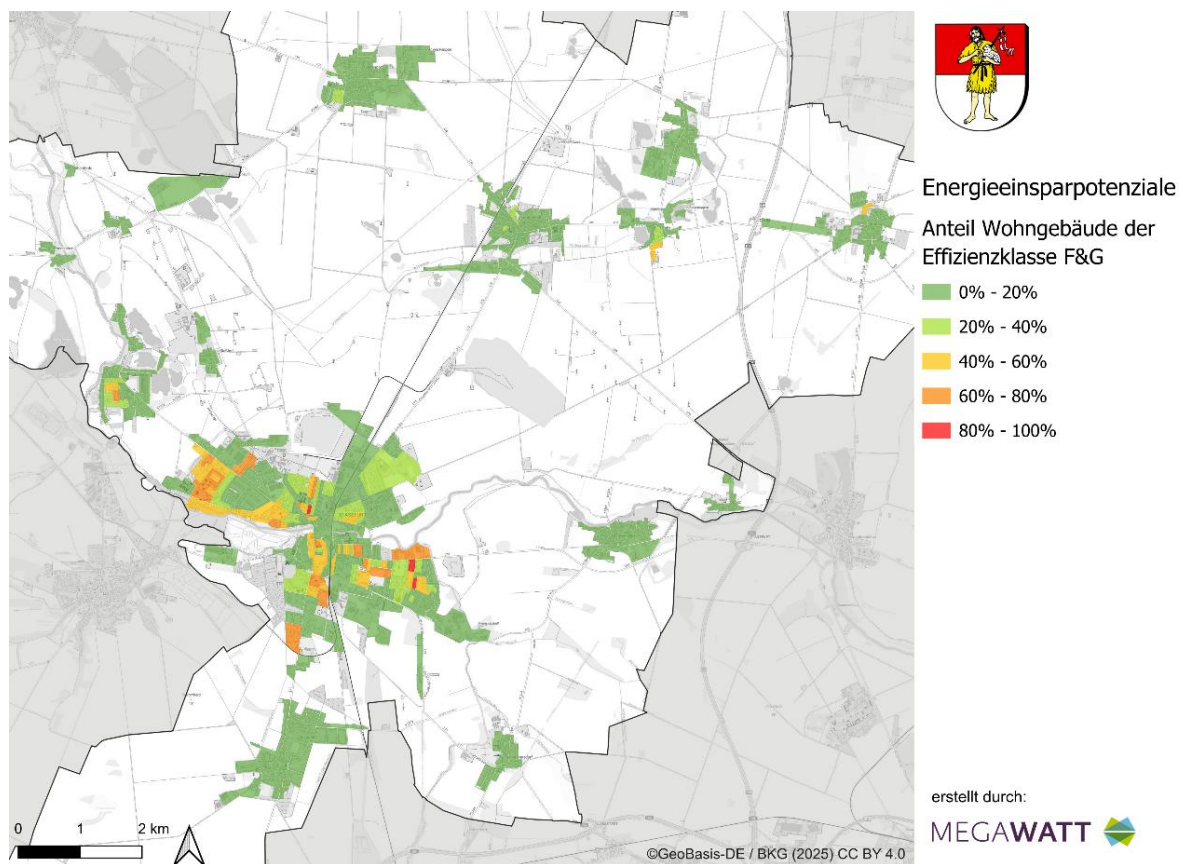 Energieeinsparpotenziale
Anteil Wohngebäude der
Effizienzklasse F&G
0% - 20%
20% - 40%
40% - 60%
60% - 80%
80% - 100%
erstellt durch:
MEGAWATT
0 1 2 km
©GeoBasis-DE / BKG (2025) CC BY 4.0